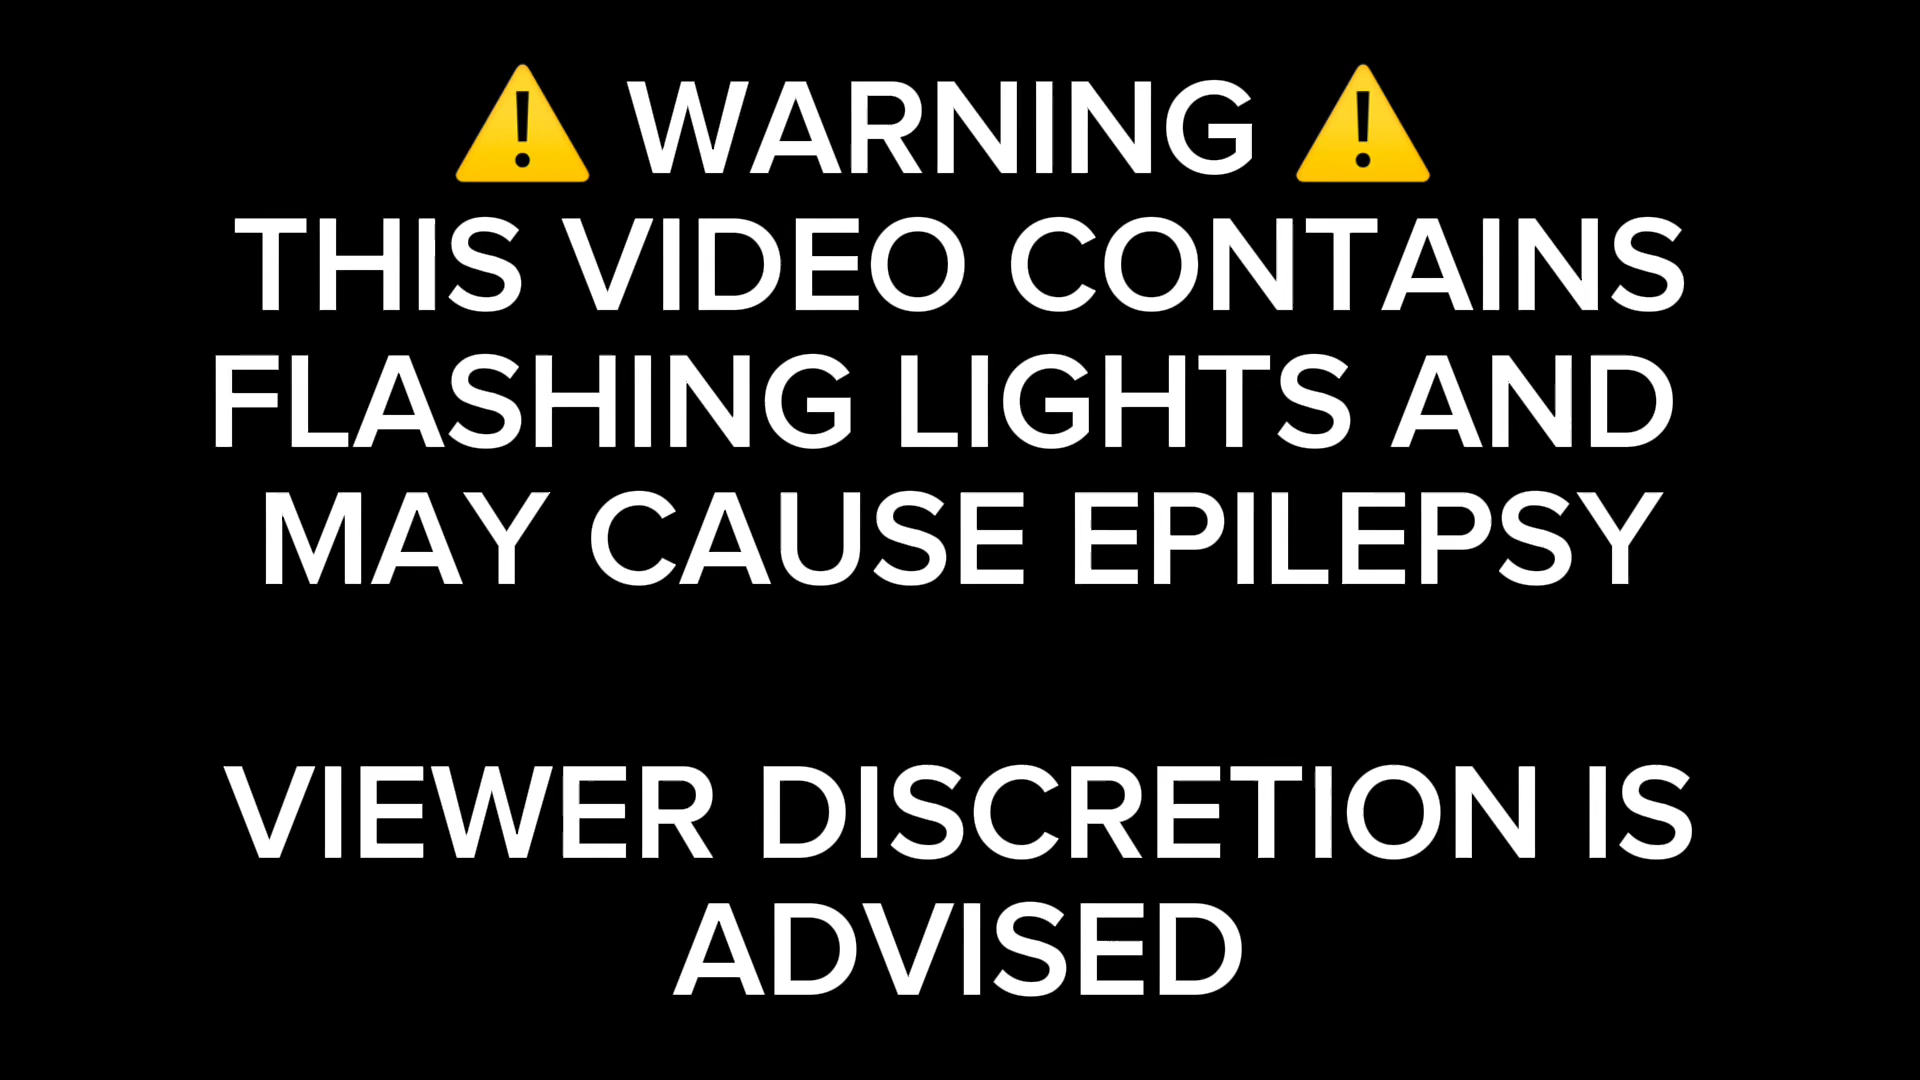 ⚠️ WARNING ⚠️
THIS VIDEO CONTAINS
FLASHING LIGHTS AND
MAY CAUSE EPILEPSY
VIEWER DISCRETION IS
ADVISED